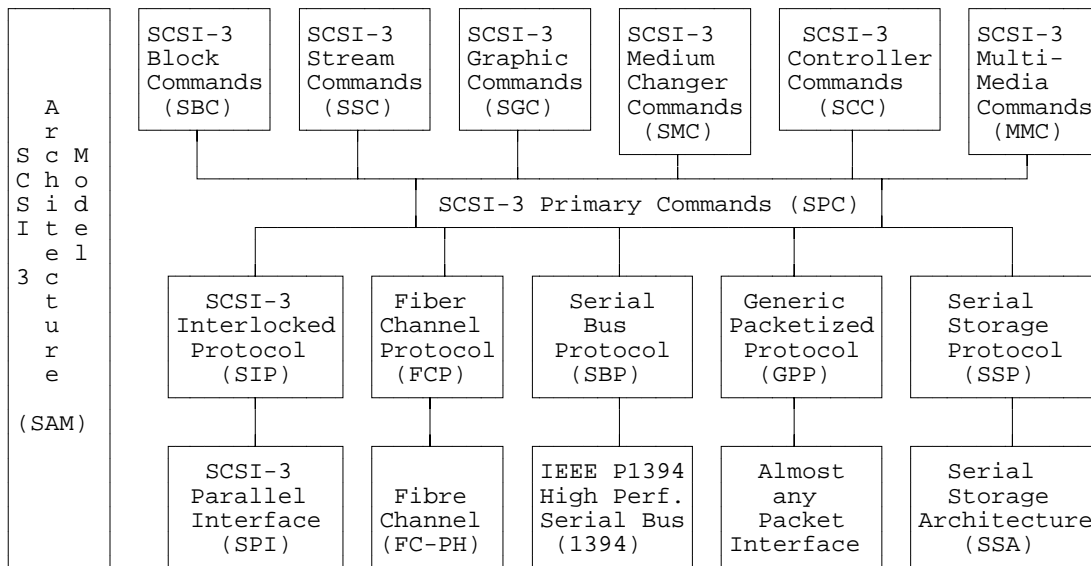 SCSI 3
Architecture
Model
(SAM)
SCSI-3
Block
Commands
(SBC)
SCSI-3
Stream
Commands
(SSC)
SCSI-3
Graphic
Commands
(SGC)
SCSI-3
Medium
Changer
Commands
(SMC)
SCSI-3
Controller
Commands
(SCC)
SCSI-3
Multi-
Media
Commands
(MMC)
SCSI-3 Primary Commands (SPC)
SCSI-3
Interlocked
Protocol
(SIP)
Fiber
Channel
Protocol
(FCP)
Serial
Bus
Protocol
(SBP)
Generic
Packetized
Protocol
(GPP)
Serial
Storage
Protocol
(SSP)
SCSI-3
Parallel
Interface
(SPI)
Fibre
Channel
(FC-PH)
IEEE P1394
High Perf.
Serial Bus
(1394)
Almost
any
Packet
Interface
Serial
Storage
Architecture
(SSA)